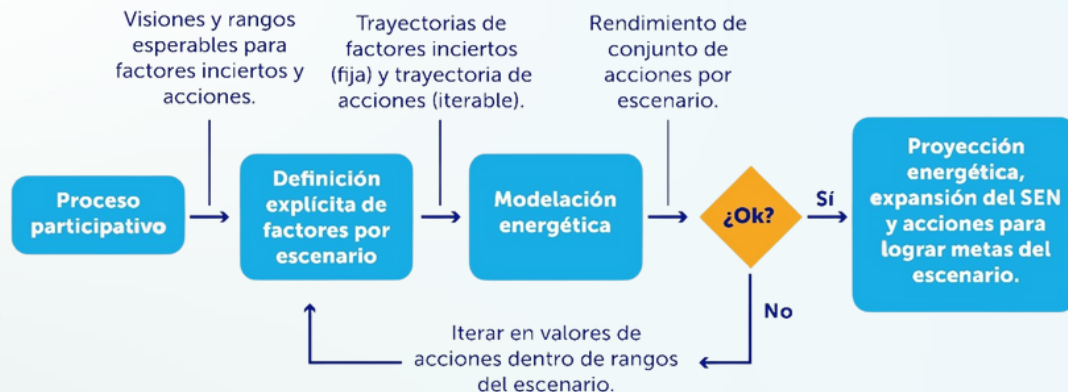 Visiones y rangos
esperables para
factores inciertos y
acciones.
Trayectorias de
factores inciertos
(fija) y trayectoria de
acciones (iterable).
Rendimiento de
conjunto de
acciones por
escenario.
Proceso
participativo
Definición
explícita de
factores por
escenario
Modelación
energética
¿Ok?
Sí
Proyección
energética,
expansión del SEN
y acciones para
lograr metas del
escenario.
No
Iterar en valores de
acciones dentro de rangos
del escenario.